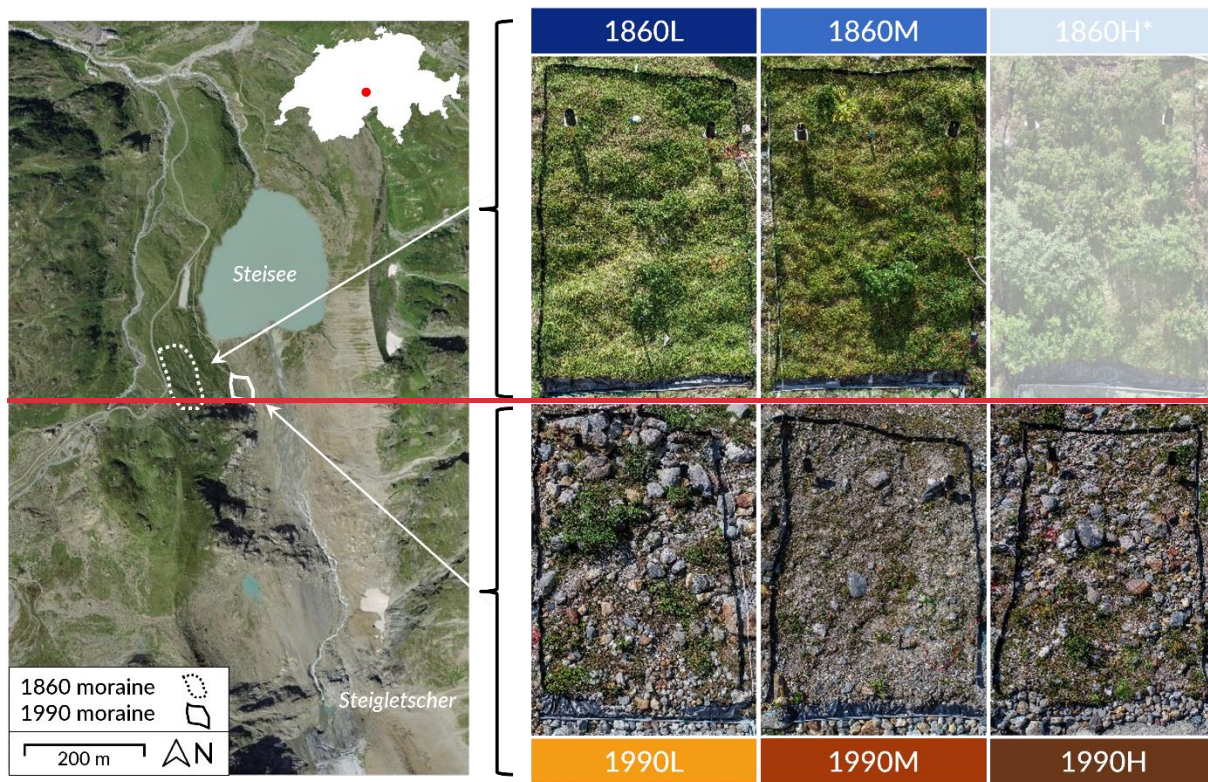 1860L
1860M
1860H*
Steisee
Steigletscher
1860 moraine
1990 moraine
200 m
N
1990L
1990M
1990H